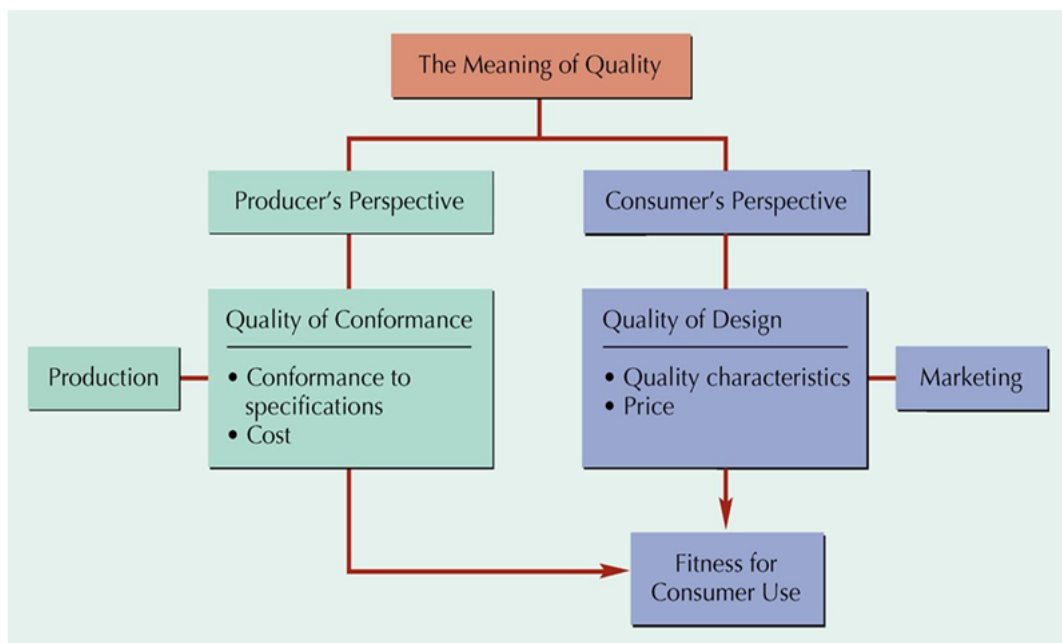 The Meaning of Quality
Producer's Perspective
Consumer's Perspective
Quality of Conformance
• Conformance to
specifications
• Cost
Quality of Design
• Quality characteristics
• Price
Production
Marketing
Fitness for
Consumer Use